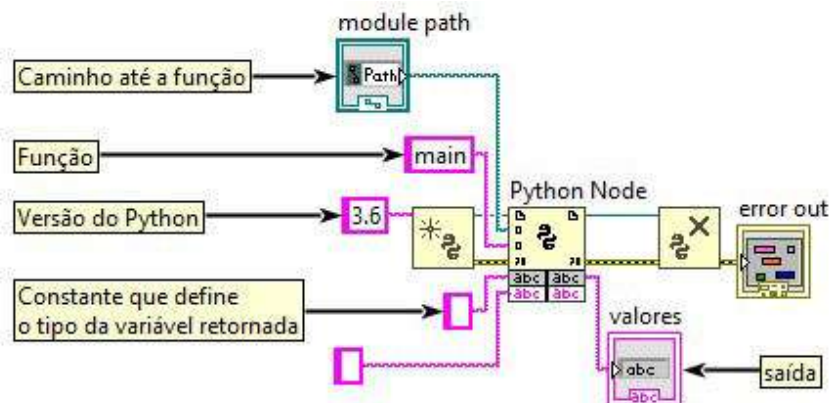 module path
Caminho até a função
Path
Função
main
Python Node
Versão do Python
3.6
error out
Constante que define
o tipo da variável retornada
abc abc
abc abc
valores
abc
saída
abc